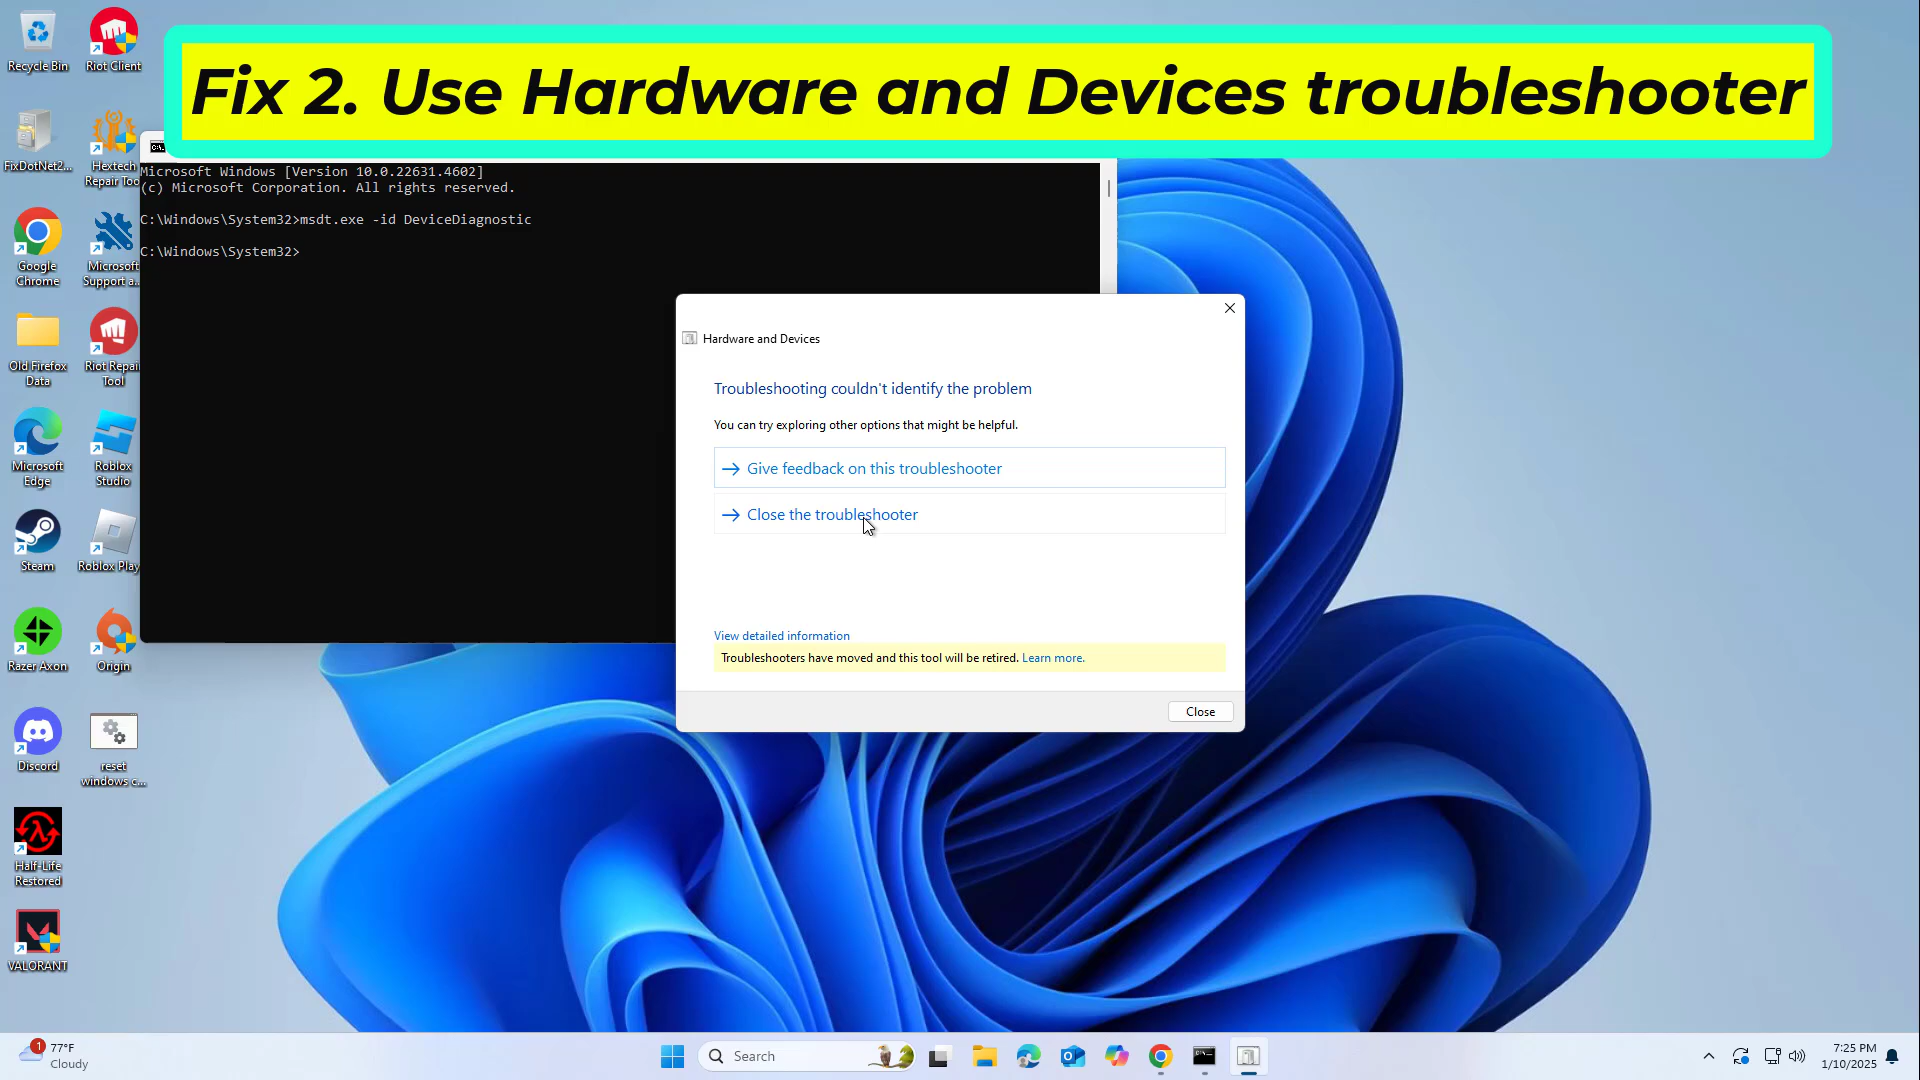 Fix 2. Use Hardware and Devices troubleshooter
Recycle Bin
Riot Client
FixDotNet2...
Hextech
Repair Too
Google
Chrome
Microsoft
Support a...
Old Firefox
Data
Riot Repair
Tool
Microsoft
Edge
Roblox
Studio
Steam
Roblox Play
Razer Axon
Origin
Discord
reset
windows c...
Half-Life
Restored
VALORANT
Microsoft Windows [Version 10.0.22631.4602]
(c) Microsoft Corporation. All rights reserved.
C:\Windows\System32>msdt.exe -id DeviceDiagnostic
C:\Windows\System32>
Hardware and Devices
Troubleshooting couldn't identify the problem
You can try exploring other options that might be helpful.
Give feedback on this troubleshooter
Close the troubleshooter
View detailed information
Troubleshooters have moved and this tool will be retired. Learn more.
Close
1
77°F
Cloudy
Search
7:25 PM
1/10/2025